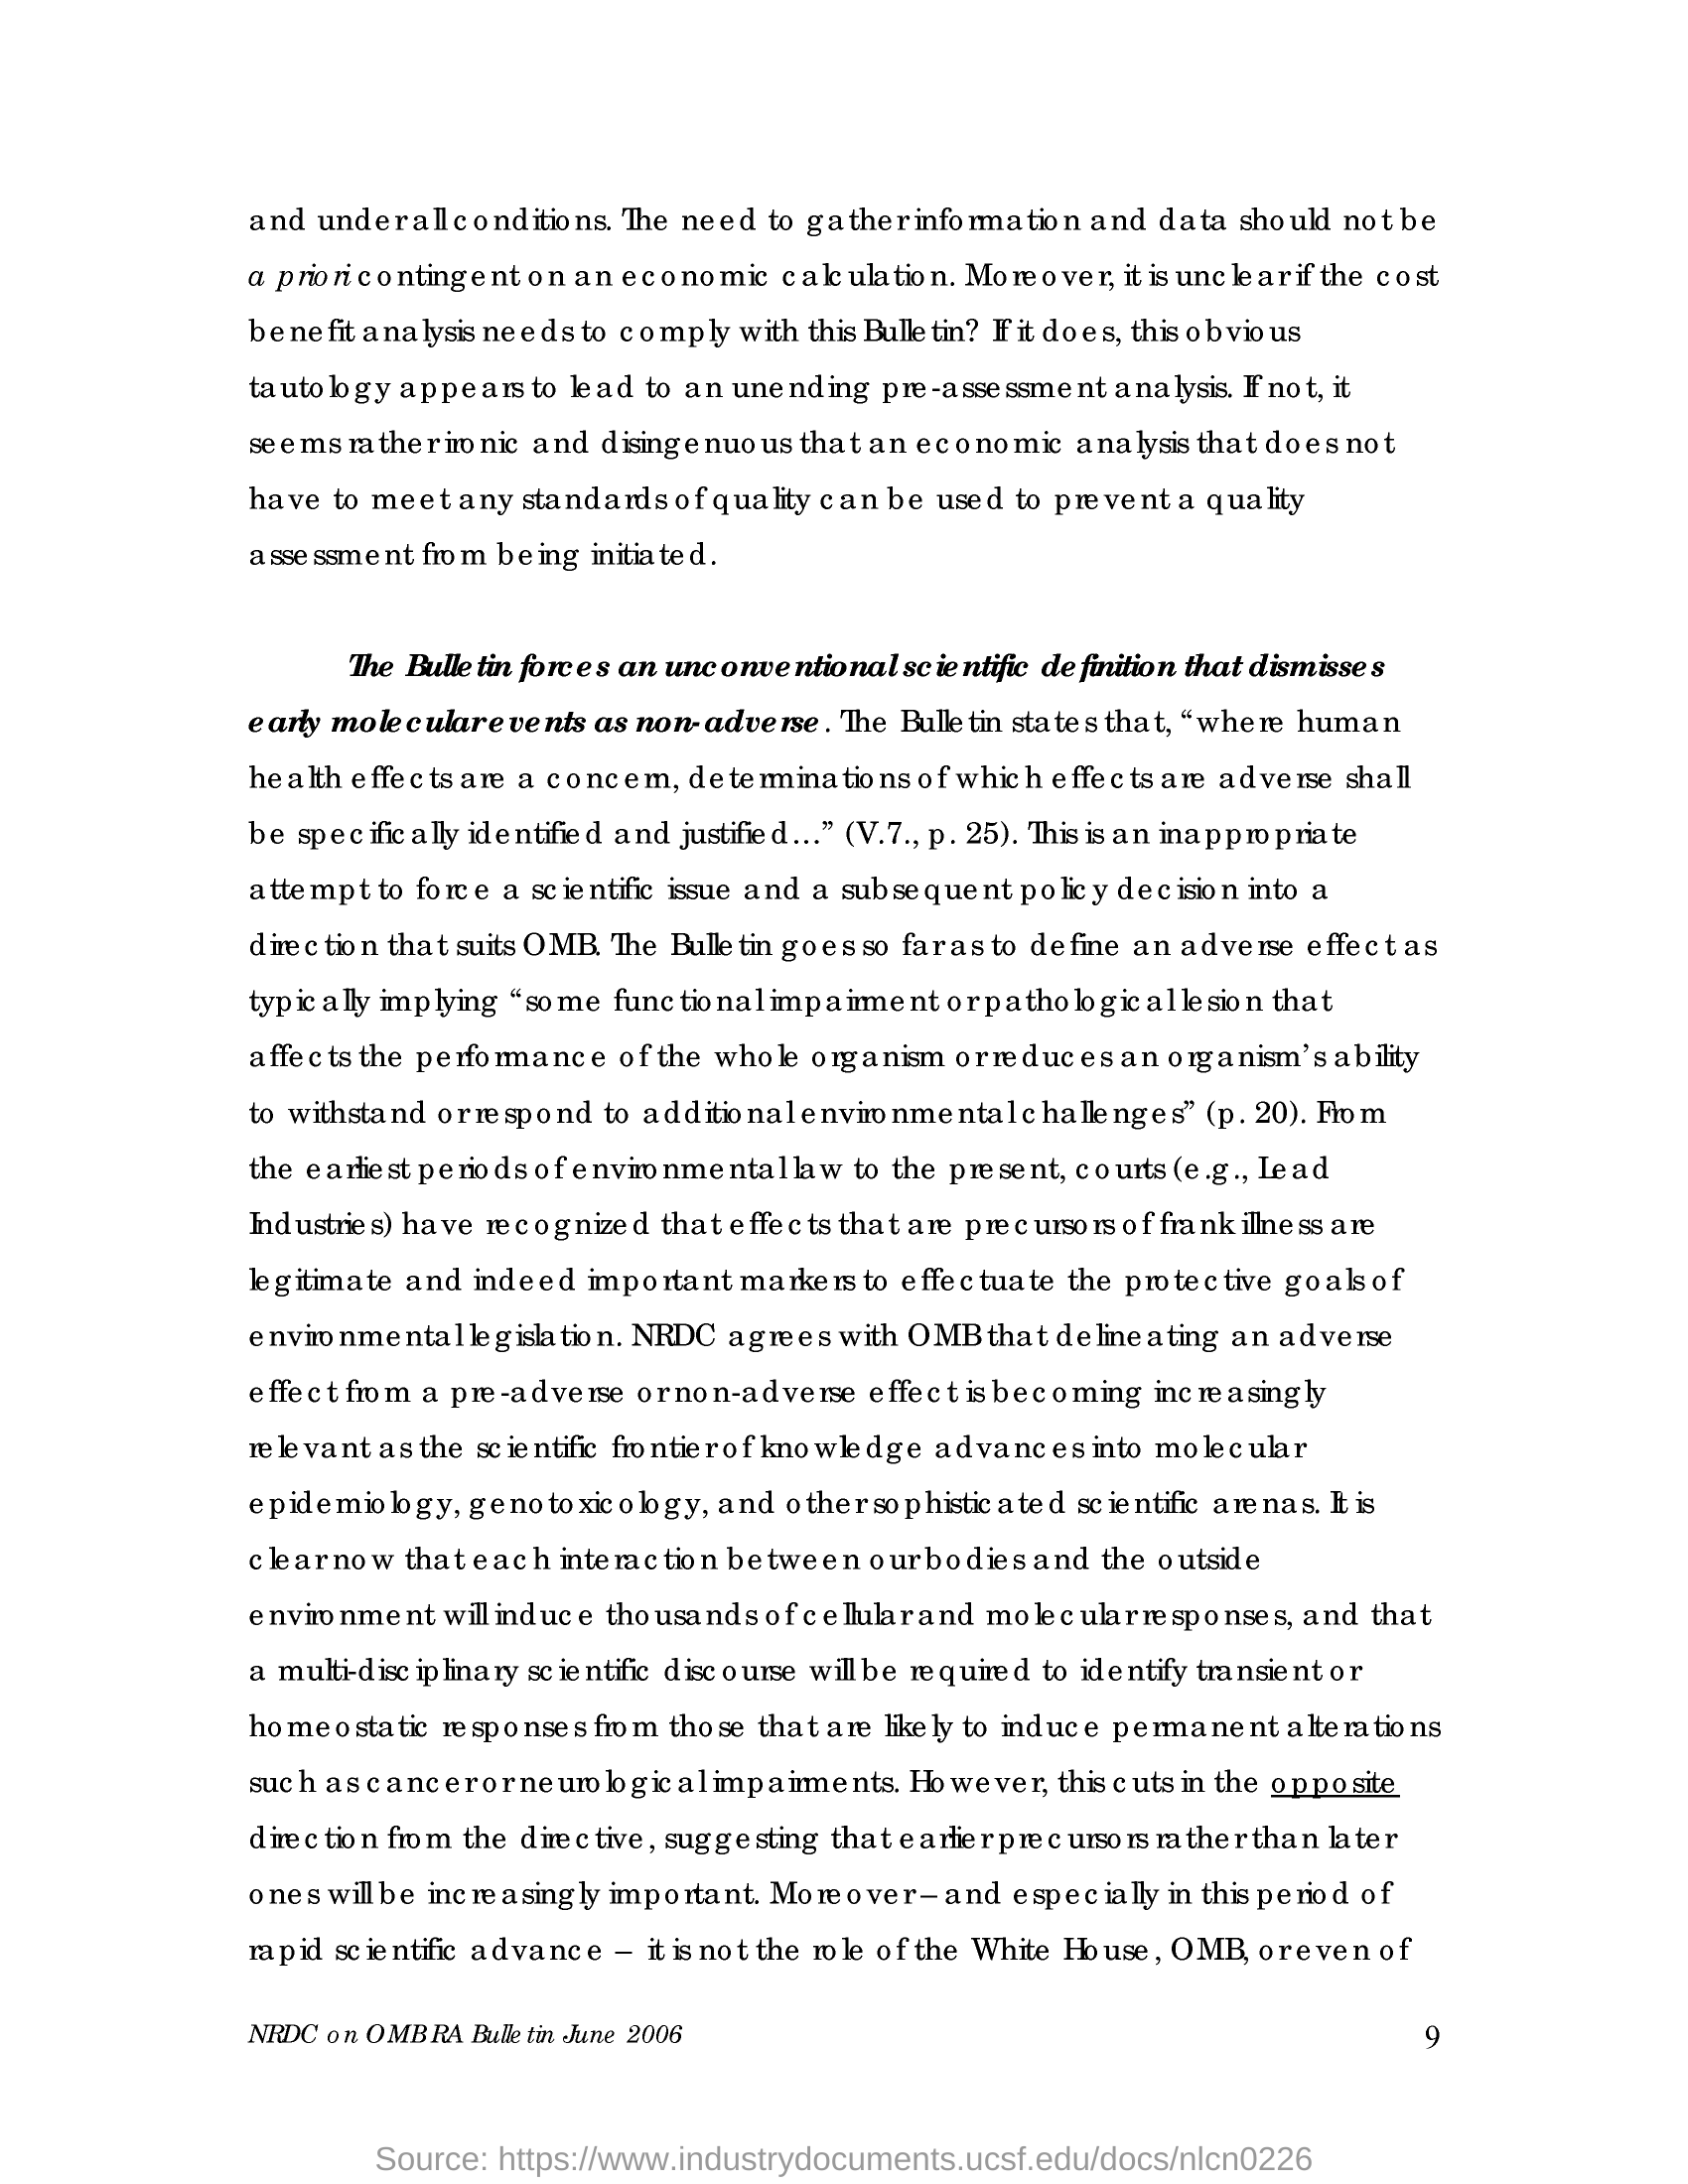 and under all conditions. The need to gather information and data should not be
a priori contingent on an economic calculation. Moreover, it is unclear if the cost
benefit analysis needs to comply with this Bulletin? If it does, this obvious
tautology appears to lead to an unending pre-assessment analysis. If not, it
seems rather ironic and disingenuous that an economic analysis that does not
have to meet any standards of quality can be used to prevent a quality
assessment from being initiated.
The Bulletin forces an unconventional scientific definition that dismisses
early molecular events as non-adverse. The Bulletin states that, “where human
health effects are a concern, determinations of which effects are adverse shall
be specifically identified and justified…” (V.7., p. 25). This is an inappropriate
attempt to force a scientific issue and a subsequent policy decision into a
direction that suits OMB. The Bulletin goes so far as to define an adverse effect as
typically implying “some functional impairment or pathological lesion that
affects the performance of the whole organism or reduces an organism’s ability
to withstand or respond to additional environmental challenges” (p. 20). From
the earliest periods of environmental law to the present, courts (e.g., Lead
Industries) have recognized that effects that are precursors of frank illness are
legitimate and indeed important markers to effectuate the protective goals of
environmental legislation. NRDC agrees with OMB that delineating an adverse
effect from a pre-adverse or non-adverse effect is becoming increasingly
relevant as the scientific frontier of knowledge advances into molecular
epidemiology, genotoxicology, and other sophisticated scientific arenas. It is
clear now that each interaction between our bodies and the outside
environment will induce thousands of cellular and molecular responses, and that
a multi-disciplinary scientific discourse will be required to identify transient or
homeostatic responses from those that are likely to induce permanent alterations
such as cancer or neurological impairments. However, this cuts in the opposite
direction from the directive, suggesting that earlier precursors rather than later
ones will be increasingly important. Moreover – and especially in this period of
rapid scientific advance – it is not the role of the White House, OMB, or even of
NRDC on OMB RA Bulletin June 2006 9
Source: https://www.industrydocuments.ucsf.edu/docs/nlcn0226